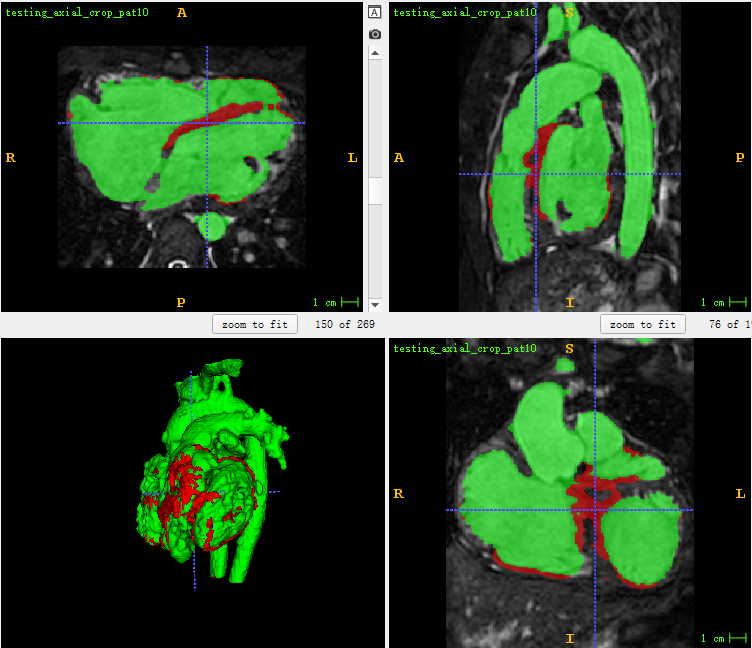 testing_axial_crop_pat10
A
A
R
L
P
1 cm
zoom to fit
150 of 269
testing_axial_crop_pat10
S
A
P
I
1 cm
zoom to fit
76 of
testing_axial_crop_pat10
S
R
L
I
1 cm